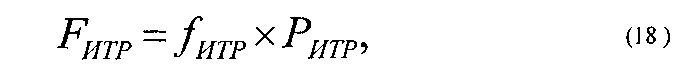 F_ИТР = f_ИТР × P_ИТР, (18)